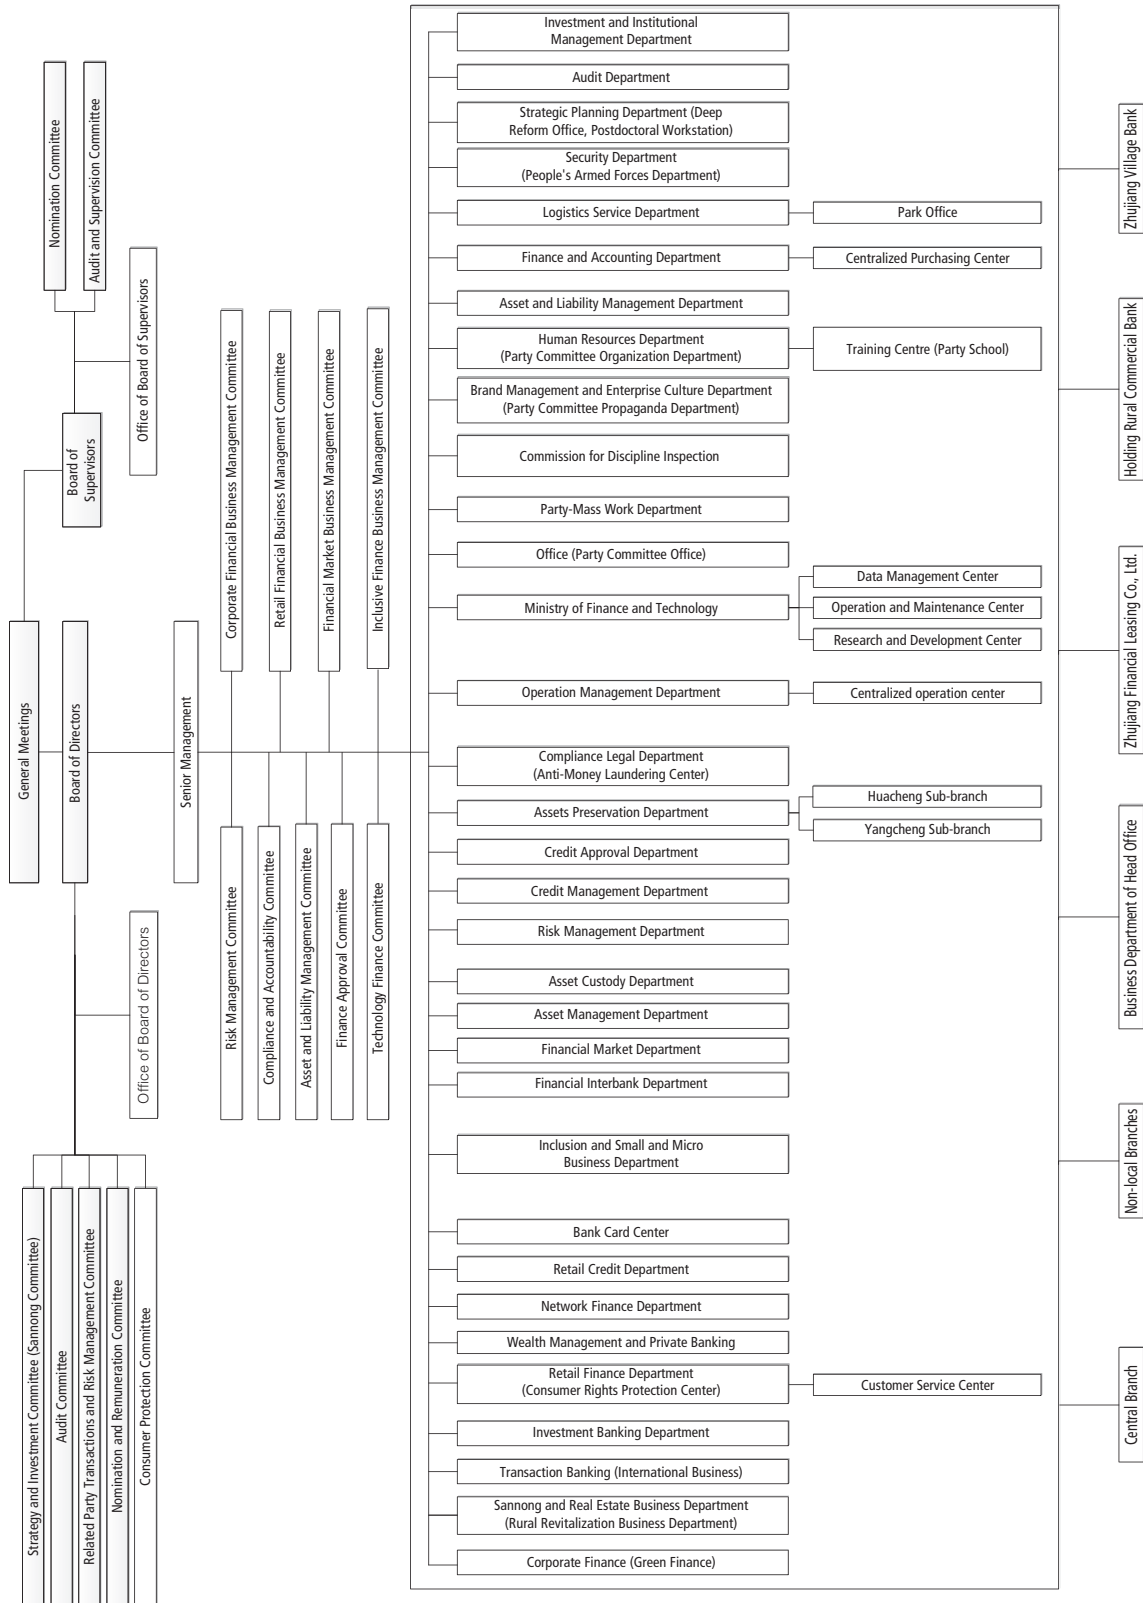 General Meetings
Board of Directors
Board of
Supervisors
Nomination Committee
Audit and Supervision Committee
Office of Board of Supervisors
Office of Board of Directors
Strategy and Investment Committee (Sannong Committee)
Audit Committee
Related Party Transactions and Risk Management Committee
Nomination and Remuneration Committee
Consumer Protection Committee
Senior Management
Corporate Financial Business Management Committee
Retail Financial Business Management Committee
Financial Market Business Management Committee
Inclusive Finance Business Management Committee
Risk Management Committee
Compliance and Accountability Committee
Asset and Liability Management Committee
Finance Approval Committee
Technology Finance Committee
Investment and Institutional
Management Department
Audit Department
Strategic Planning Department (Deep
Reform Office, Postdoctoral Workstation)
Security Department
(People's Armed Forces Department)
Logistics Service Department
Park Office
Finance and Accounting Department
Centralized Purchasing Center
Asset and Liability Management Department
Human Resources Department
(Party Committee Organization Department)
Training Centre (Party School)
Brand Management and Enterprise Culture Department
(Party Committee Propaganda Department)
Commission for Discipline Inspection
Party-Mass Work Department
Office (Party Committee Office)
Ministry of Finance and Technology
Data Management Center
Operation and Maintenance Center
Research and Development Center
Operation Management Department
Centralized operation center
Compliance Legal Department
(Anti-Money Laundering Center)
Assets Preservation Department
Huacheng Sub-branch
Yangcheng Sub-branch
Credit Approval Department
Credit Management Department
Risk Management Department
Asset Custody Department
Asset Management Department
Financial Market Department
Financial Interbank Department
Inclusion and Small and Micro
Business Department
Bank Card Center
Retail Credit Department
Network Finance Department
Wealth Management and Private Banking
Retail Finance Department
(Consumer Rights Protection Center)
Customer Service Center
Investment Banking Department
Transaction Banking (International Business)
Sannong and Real Estate Business Department
(Rural Revitalization Business Department)
Corporate Finance (Green Finance)
Zhujiang Village Bank
Holding Rural Commercial Bank
Zhujiang Financial Leasing Co., Ltd.
Business Department of Head Office
Non-local Branches
Central Branch